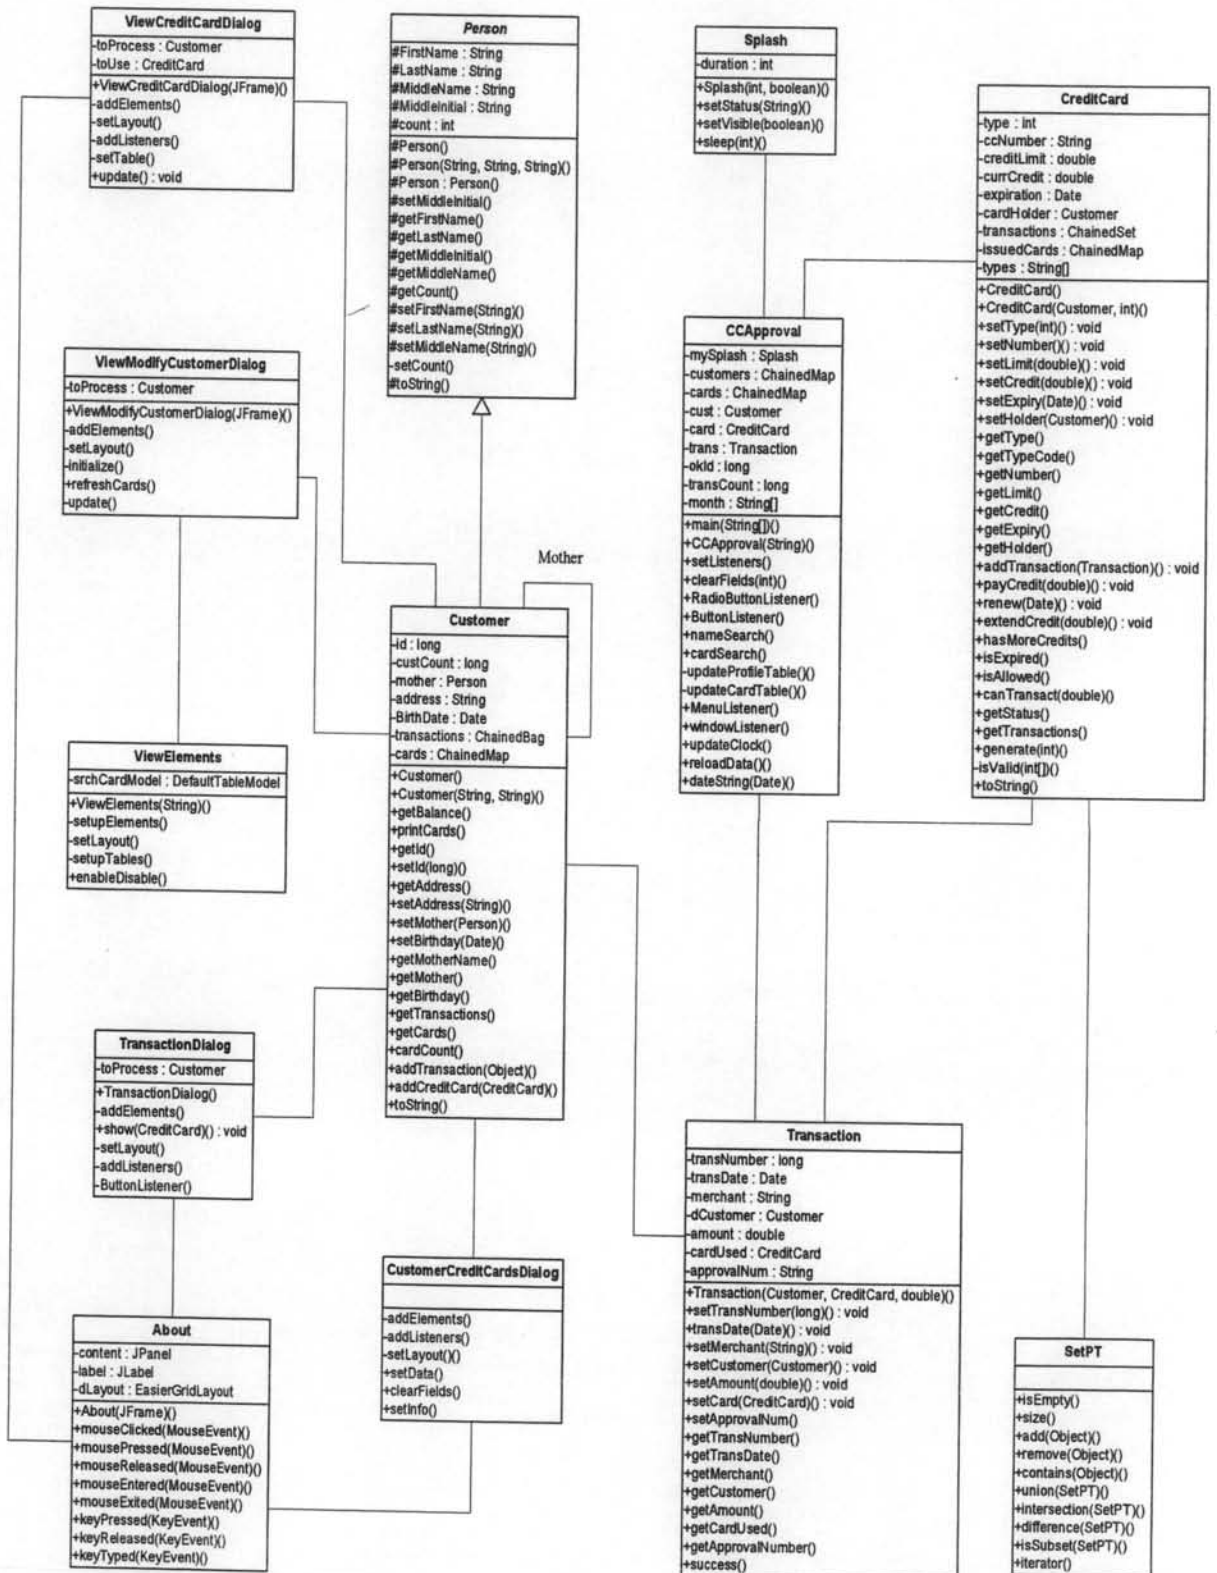 ViewCreditCardDialog
-toProcess : Customer
-toUse : CreditCard
+ViewCreditCardDialog(JFrame)()
-addElements()
-setLayout()
-addListeners()
-setTable()
+update() : void
Person
#FirstName : String
#LastName : String
#MiddleName : String
#MiddleInitial : String
#count : int
#Person()
#Person(String, String, String)()
#Person : Person()
#setMiddleInitial()
#getFirstName()
#getLastName()
#getMiddleInitial()
#getMiddleName()
#getCount()
#setFirstName(String)()
#setLastName(String)()
#setMiddleName(String)()
-setCount()
#toString()
Splash
-duration : int
+Splash(int, boolean)()
+setStatus(String)()
+setVisible(boolean)()
+sleep(int)()
CreditCard
-type : int
-ccNumber : String
-creditLimit : double
-currCredit : double
-expiration : Date
-cardHolder : Customer
-transactions : ChainedSet
-issuedCards : ChainedMap
-types : String[]
+CreditCard()
+CreditCard(Customer, int)()
+setType(int)() : void
+setNumber()() : void
+setLimit(double)() : void
+setCredit(double)() : void
+setExpiry(Date)() : void
+setHolder(Customer)() : void
+getType()
+getTypeCode()
+getNumber()
+getLimit()
+getCredit()
+getExpiry()
+getHolder()
+addTransaction(Transaction)() : void
+payCredit(double)() : void
+renew(Date)() : void
+extendCredit(double)() : void
+hasMoreCredits()
+isExpired()
+isAllowed()
+canTransact(double)()
+getStatus()
+getTransactions()
+generate(int)()
-isValid(int[])()
+toString()
ViewModifyCustomerDialog
-toProcess : Customer
+ViewModifyCustomerDialog(JFrame)()
-addElements()
-setLayout()
-initialize()
+refreshCards()
-update()
CCApproval
-mySplash : Splash
-customers : ChainedMap
-cards : ChainedMap
-cust : Customer
-card : CreditCard
-trans : Transaction
-okId : long
-transCount : long
-month : String[]
+main(String[])()
+CCApproval(String)()
+setListeners()
+clearFields(int)()
+RadioButtonListener()
+ButtonListener()
+nameSearch()
+cardSearch()
-updateProfileTable()()
-updateCardTable()()
+MenuListener()
+windowListener()
+updateClock()
+reloadData()()
+dateString(Date)()
Mother
Customer
-id : long
-custCount : long
-mother : Person
-address : String
-BirthDate : Date
-transactions : ChainedBag
-cards : ChainedMap
+Customer()
+Customer(String, String)()
+getBalance()
+printCards()
+getId()
+setId(long)()
+getAddress()
+setAddress(String)()
+setMother(Person)()
+setBirthday(Date)()
+getMotherName()
+getMother()
+getBirthday()
+getTransactions()
+getCards()
+cardCount()
+addTransaction(Object)()
+addCreditCard(CreditCard)()
+toString()
ViewElements
-srchCardModel : DefaultTableModel
+ViewElements(String)()
-setupElements()
-setLayout()
-setupTables()
+enableDisable()
TransactionDialog
-toProcess : Customer
+TransactionDialog()
-addElements()
+show(CreditCard)() : void
-setLayout()
-addListeners()
-ButtonListener()
Transaction
-transNumber : long
-transDate : Date
-merchant : String
-dCustomer : Customer
-amount : double
-cardUsed : CreditCard
-approvalNum : String
+Transaction(Customer, CreditCard, double)()
+setTransNumber(long)() : void
+transDate(Date)() : void
+setMerchant(String)() : void
+setCustomer(Customer)() : void
+setAmount(double)() : void
+setCard(CreditCard)() : void
+setApprovalNum()
+getTransNumber()
+getTransDate()
+getMerchant()
+getCustomer()
+getAmount()
+getCardUsed()
+getApprovalNumber()
+success()
CustomerCreditCardsDialog
-addElements()
-addListeners()
-setLayout()()
+setData()
+clearFields()
+setInfo()
About
-content : JPanel
-label : JLabel
-dLayout : EasierGridLayout
+About(JFrame)()
+mouseClicked(MouseEvent)()
+mousePressed(MouseEvent)()
+mouseReleased(MouseEvent)()
+mouseEntered(MouseEvent)()
+mouseExited(MouseEvent)()
+keyPressed(KeyEvent)()
+keyReleased(KeyEvent)()
+keyTyped(KeyEvent)()
SetPT
+isEmpty()
+size()
+add(Object)()
+remove(Object)()
+contains(Object)()
+union(SetPT)()
+intersection(SetPT)()
+difference(SetPT)()
+isSubset(SetPT)()
+iterator()